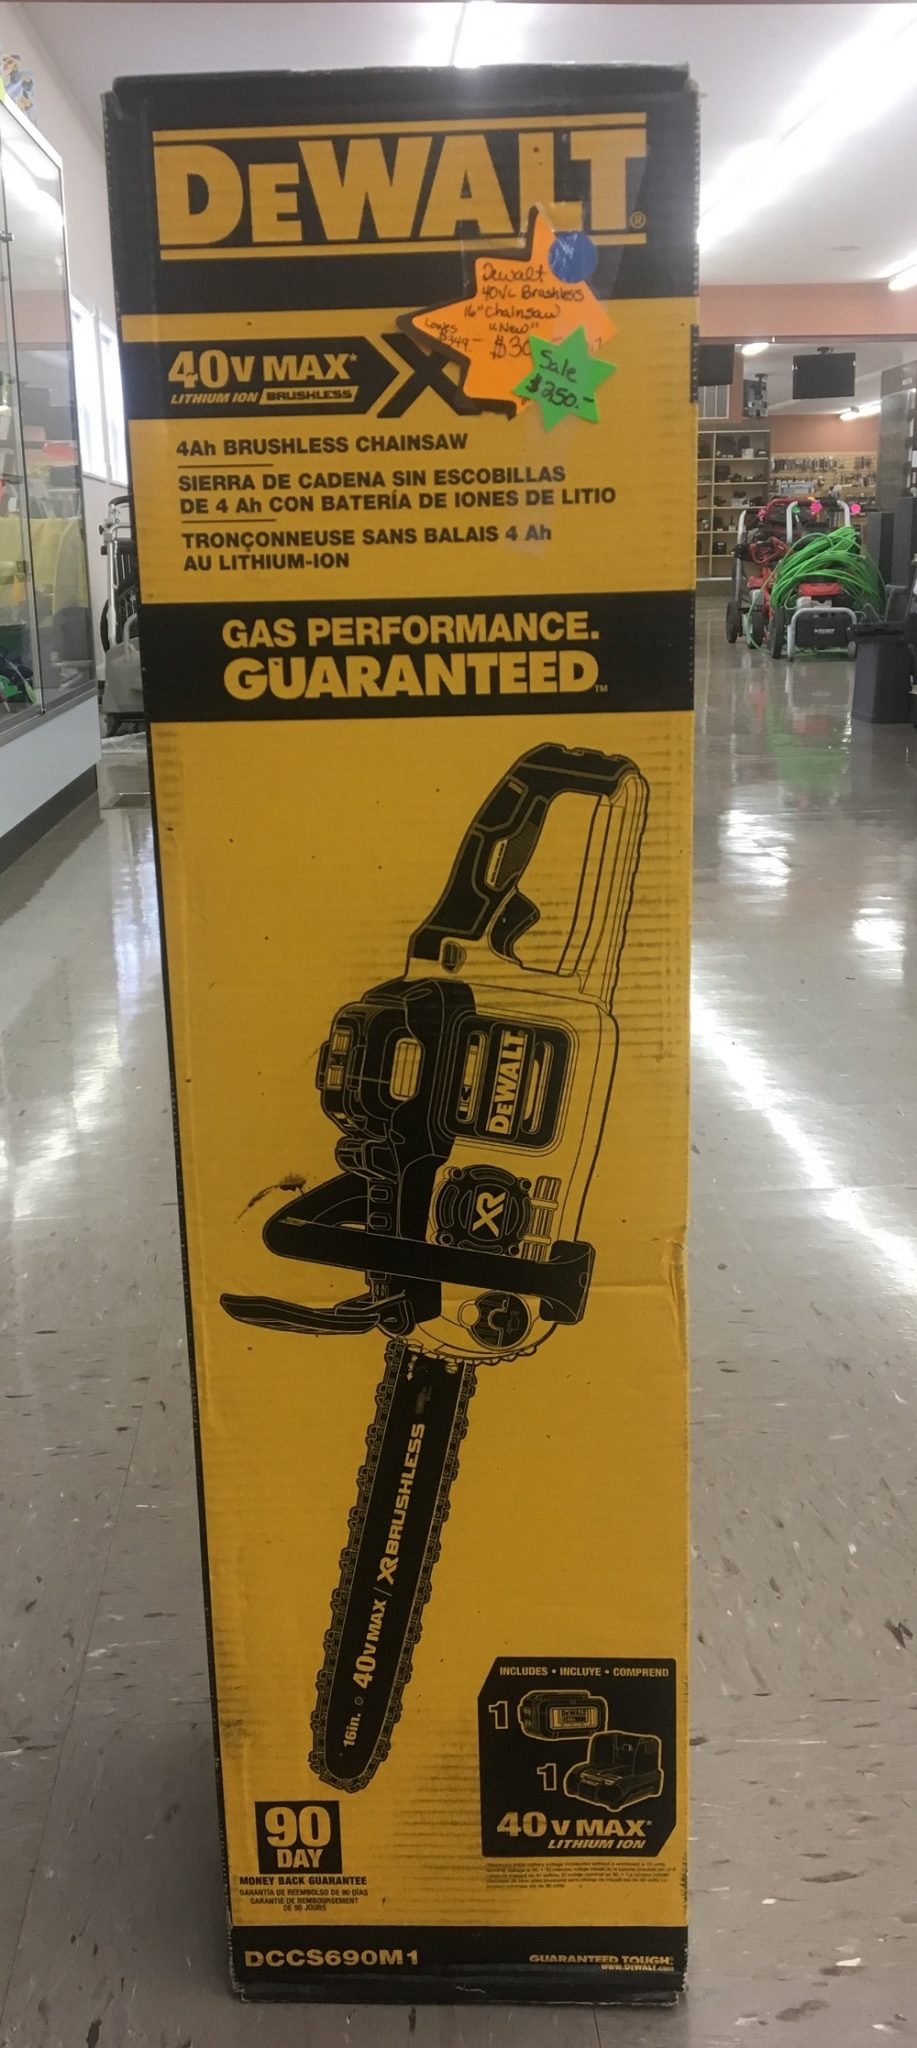 DEWALT®
Dewalt
40VL Brushless
16" Chainsaw
"New"
Lowes
$349.-
$30
Sale
$250.-
40V MAX*
LITHIUM ION BRUSHLESS
X
4Ah BRUSHLESS CHAINSAW
SIERRA DE CADENA SIN ESCOBILLAS
DE 4 Ah CON BATERÍA DE IONES DE LITIO
TRONÇONNEUSE SANS BALAIS 4 Ah
AU LITHIUM-ION
GAS PERFORMANCE.
GUARANTEED™
DEWALT
XR
16in. 40V MAX / XR BRUSHLESS
INCLUDES • INCLUYE • COMPREND
1
DEWALT
1
DEWALT
40V MAX*
LITHIUM ION
90
DAY
MONEY BACK GUARANTEE
GARANTÍA DE REEMBOLSO DE 90 DÍAS
GARANTIE DE REMBOURSEMENT
DE 90 JOURS
DCCS690M1
GUARANTEED TOUGH.®
www.DEWALT.com